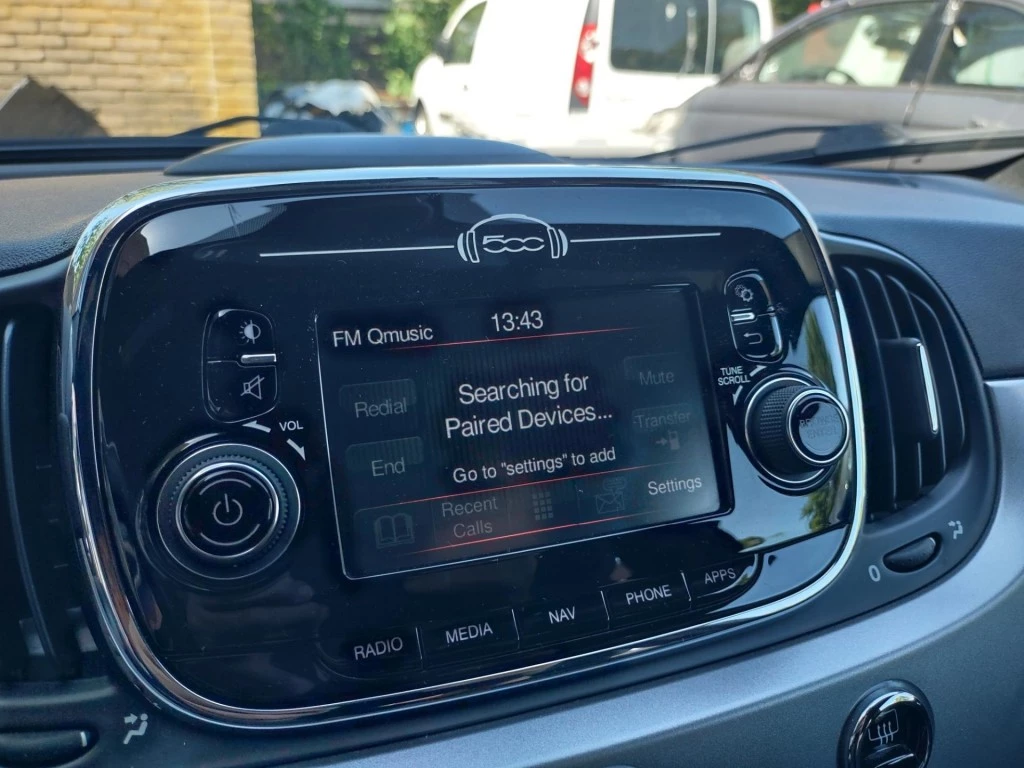 500
FM Qmusic
13:43
Searching for
Paired Devices...
Go to "settings" to add
Redial
End
Recent
Calls
Mute
Transfer
Settings
VOL
TUNE
SCROLL
RADIO
MEDIA
NAV
PHONE
APPS
0